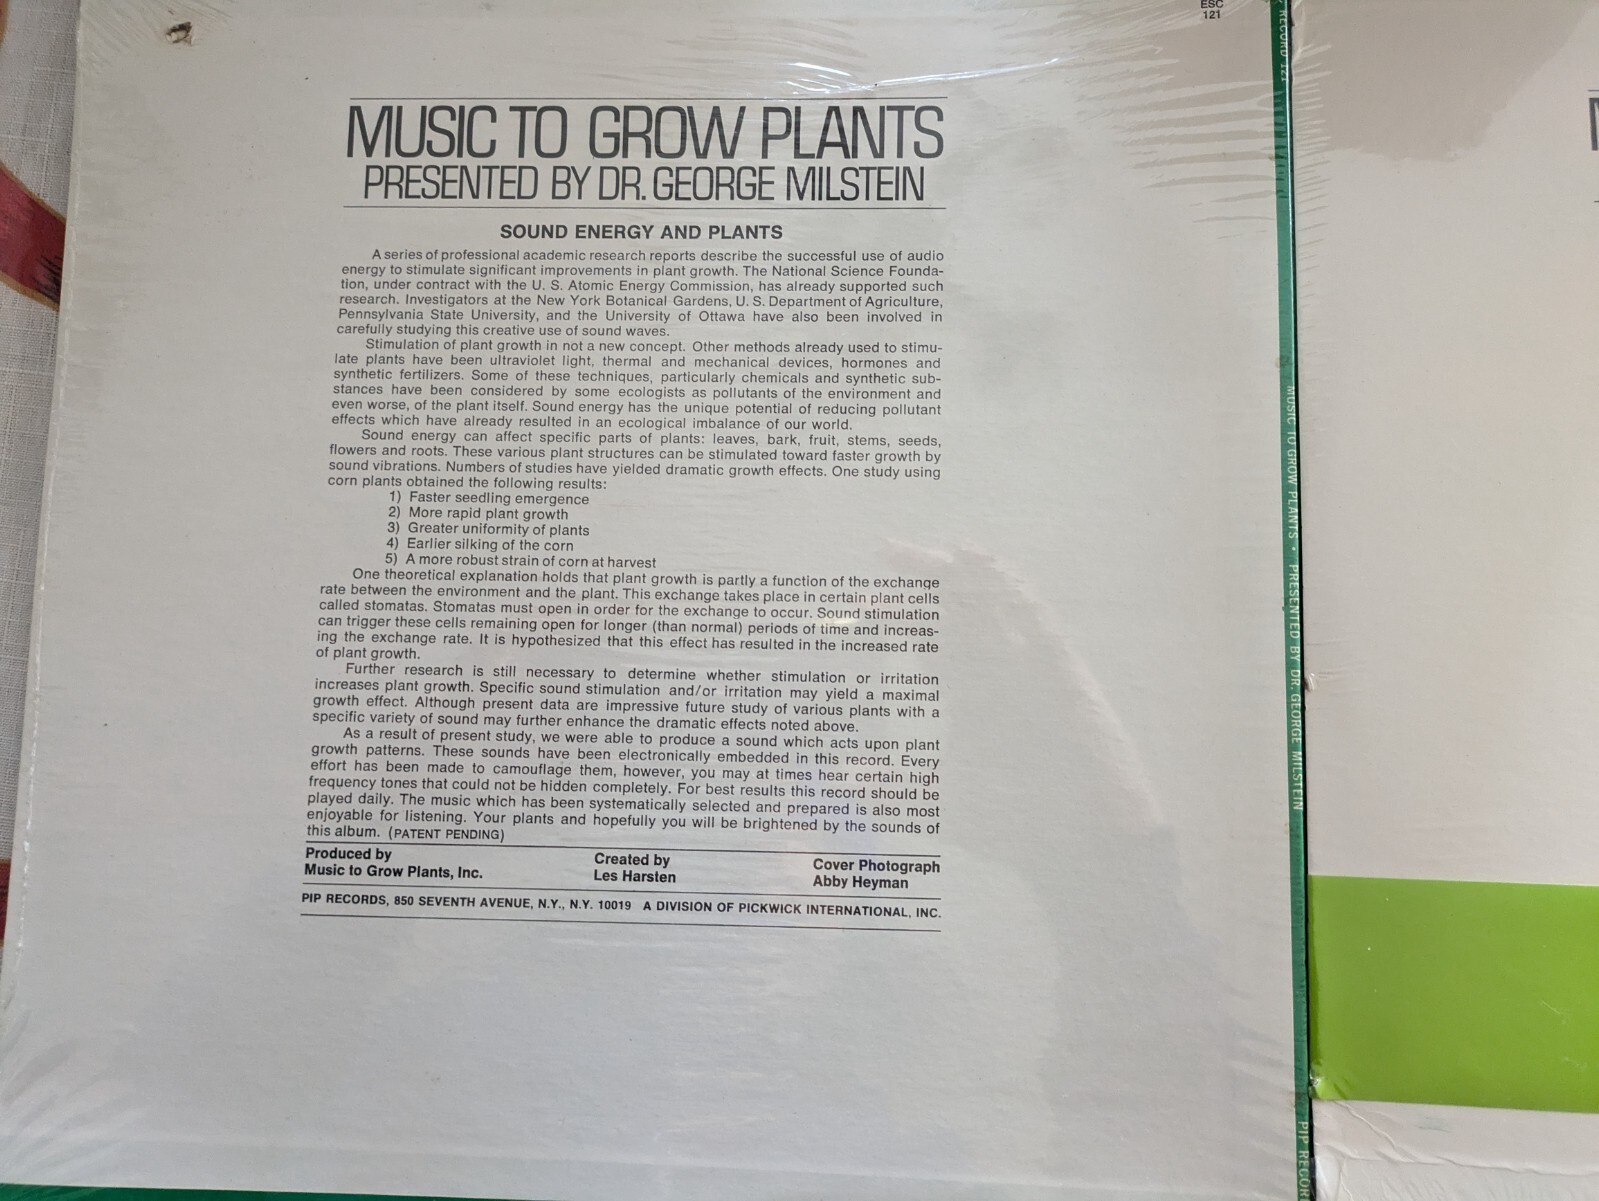 ESC
121
MUSIC TO GROW PLANTS
PRESENTED BY DR. GEORGE MILSTEIN
SOUND ENERGY AND PLANTS
A series of professional academic research reports describe the successful use of audio
energy to stimulate significant improvements in plant growth. The National Science Founda-
tion, under contract with the U. S. Atomic Energy Commission, has already supported such
research. Investigators at the New York Botanical Gardens, U. S. Department of Agriculture,
Pennsylvania State University, and the University of Ottawa have also been involved in
carefully studying this creative use of sound waves.
Stimulation of plant growth in not a new concept. Other methods already used to stimu-
late plants have been ultraviolet light, thermal and mechanical devices, hormones and
synthetic fertilizers. Some of these techniques, particularly chemicals and synthetic sub-
stances have been considered by some ecologists as pollutants of the environment and
even worse, of the plant itself. Sound energy has the unique potential of reducing pollutant
effects which have already resulted in an ecological imbalance of our world.
Sound energy can affect specific parts of plants: leaves, bark, fruit, stems, seeds,
flowers and roots. These various plant structures can be stimulated toward faster growth by
sound vibrations. Numbers of studies have yielded dramatic growth effects. One study using
corn plants obtained the following results:
1) Faster seedling emergence
2) More rapid plant growth
3) Greater uniformity of plants
4) Earlier silking of the corn
5) A more robust strain of corn at harvest
One theoretical explanation holds that plant growth is partly a function of the exchange
rate between the environment and the plant. This exchange takes place in certain plant cells
called stomatas. Stomatas must open in order for the exchange to occur. Sound stimulation
can trigger these cells remaining open for longer (than normal) periods of time and increas-
ing the exchange rate. It is hypothesized that this effect has resulted in the increased rate
of plant growth.
Further research is still necessary to determine whether stimulation or irritation
increases plant growth. Specific sound stimulation and/or irritation may yield a maximal
growth effect. Although present data are impressive future study of various plants with a
specific variety of sound may further enhance the dramatic effects noted above.
As a result of present study, we were able to produce a sound which acts upon plant
growth patterns. These sounds have been electronically embedded in this record. Every
effort has been made to camouflage them, however, you may at times hear certain high
frequency tones that could not be hidden completely. For best results this record should be
played daily. The music which has been systematically selected and prepared is also most
enjoyable for listening. Your plants and hopefully you will be brightened by the sounds of
this album. (PATENT PENDING)
Produced by
Music to Grow Plants, Inc.
Created by
Les Harsten
Cover Photograph
Abby Heyman
PIP RECORDS, 850 SEVENTH AVENUE, N.Y., N.Y. 10019 A DIVISION OF PICKWICK INTERNATIONAL, INC.
RECORD 121
MUSIC TO GROW PLANTS • PRESENTED BY DR. GEORGE MILSTEIN
PIP RECOR